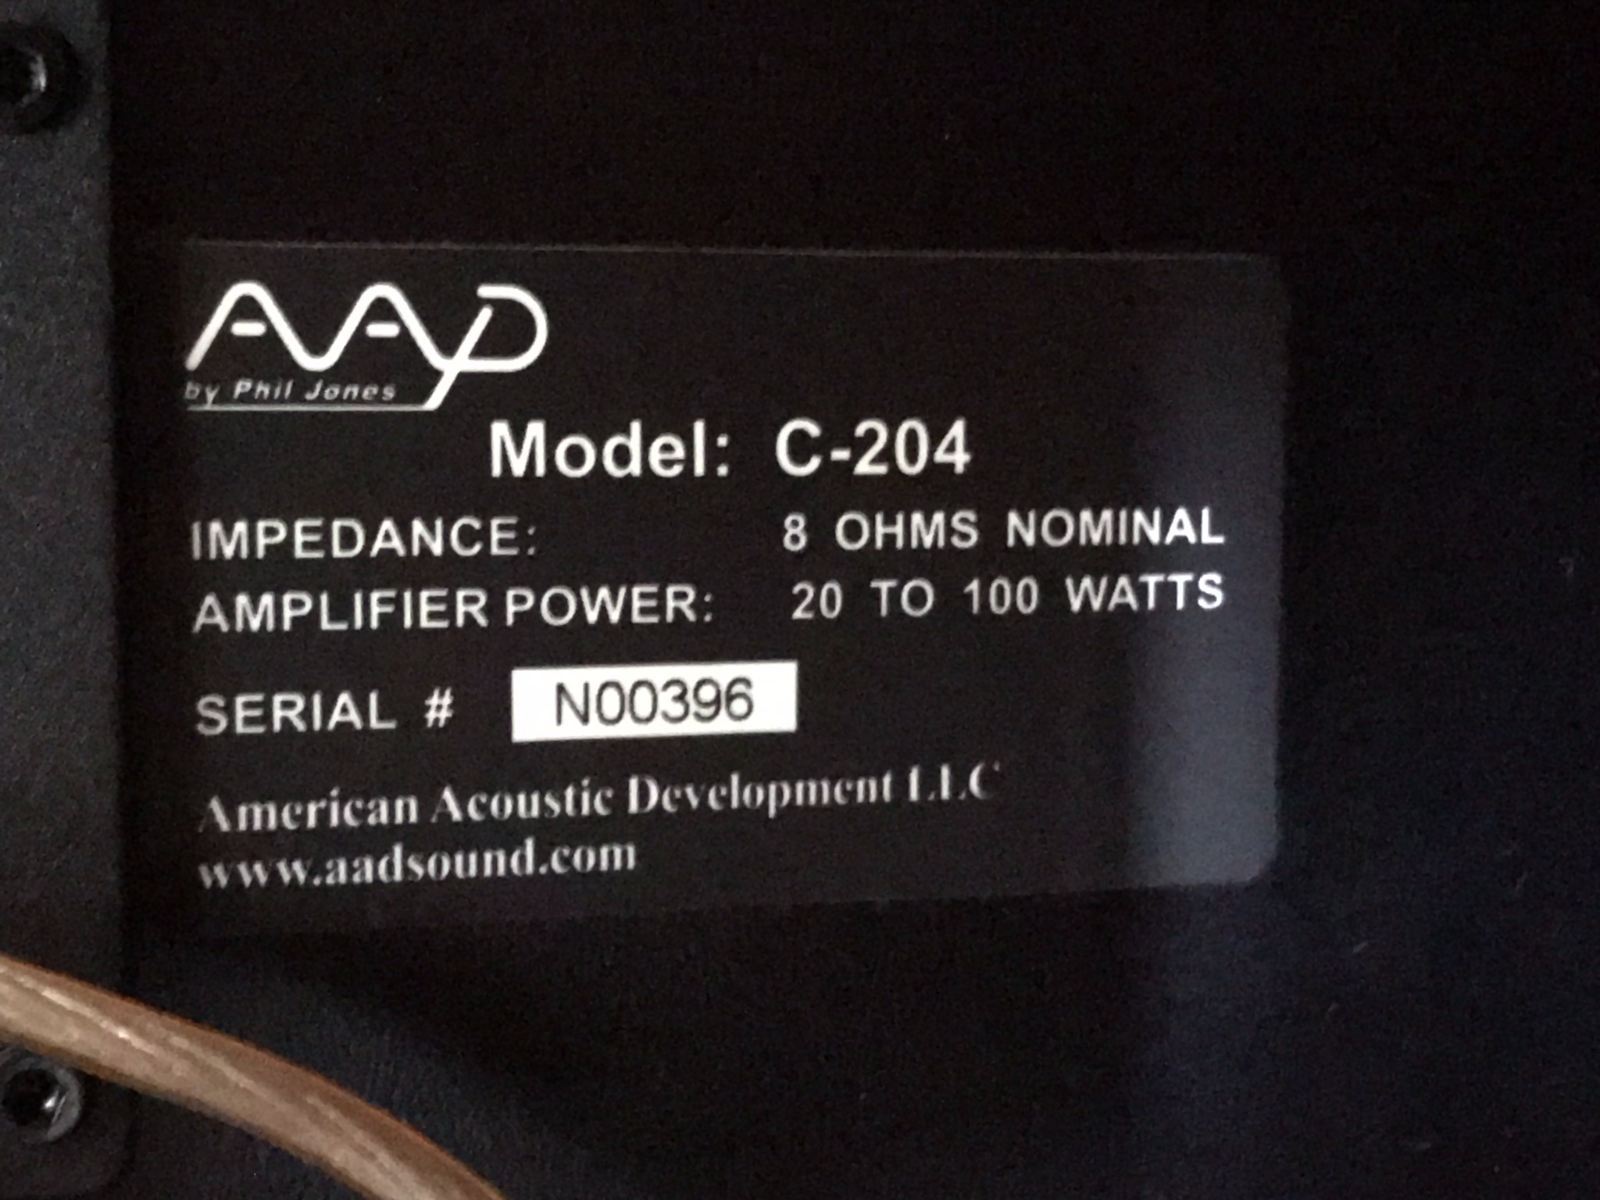 AAD
by Phil Jones
Model: C-204
IMPEDANCE: 8 OHMS NOMINAL
AMPLIFIER POWER: 20 TO 100 WATTS
SERIAL # N00396
American Acoustic Development LLC
www.aadsound.com